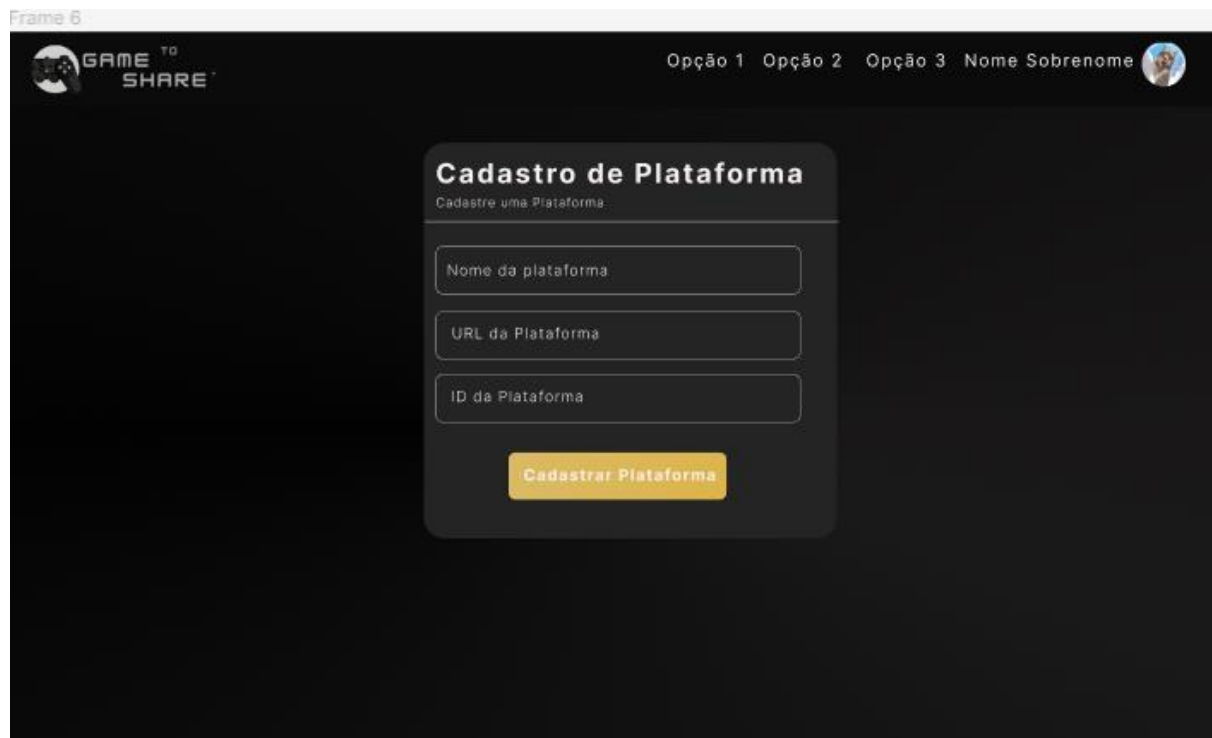 Frame 6
GAME TO
SHARE
Opção 1 Opção 2 Opção 3 Nome Sobrenome
Cadastro de Plataforma
Cadastre uma Plataforma
Nome da plataforma
URL da Plataforma
ID da Plataforma
Cadastrar Plataforma